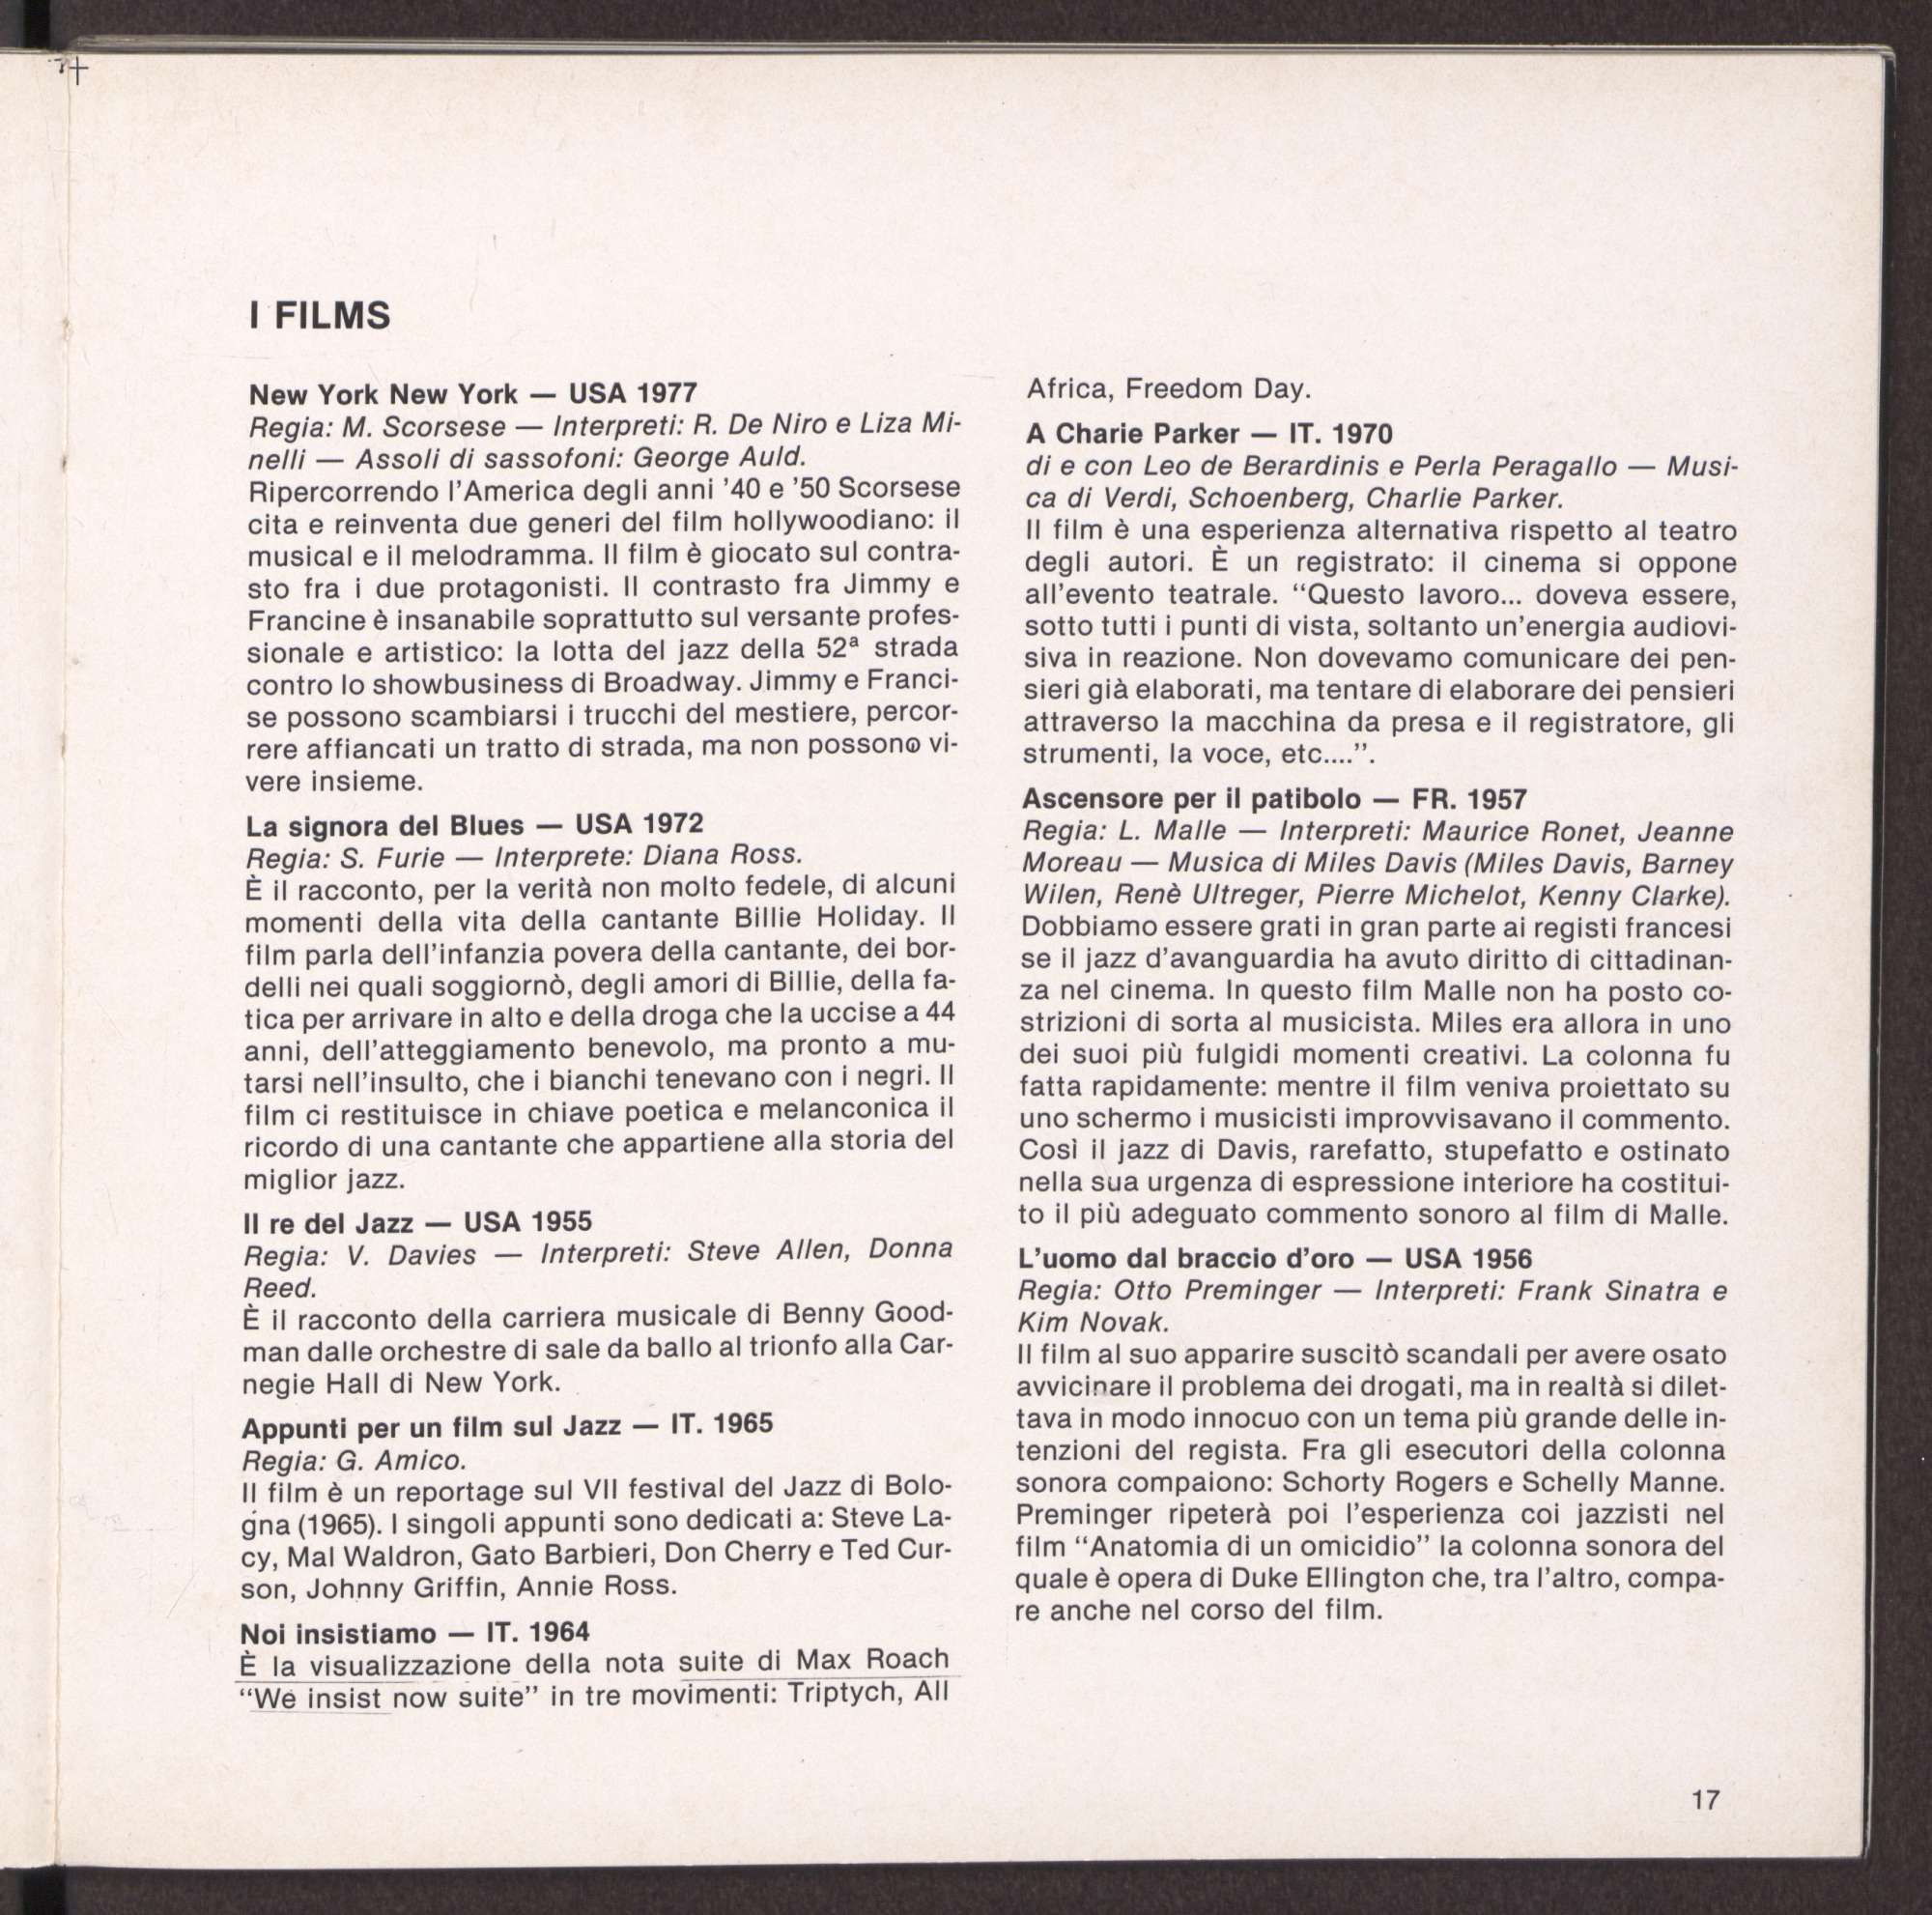 I FILMS
New York New York — USA 1977
Regia: M. Scorsese — Interpreti: R. De Niro e Liza Mi-
nelli — Assoli di sassofoni: George Auld.
Ripercorrendo l'America degli anni '40 e '50 Scorsese
cita e reinventa due generi del film hollywoodiano: il
musical e il melodramma. Il film è giocato sul contra-
sto fra i due protagonisti. Il contrasto fra Jimmy e
Francine è insanabile soprattutto sul versante profes-
sionale e artistico: la lotta del jazz della 52ª strada
contro lo showbusiness di Broadway. Jimmy e Franci-
se possono scambiarsi i trucchi del mestiere, percor-
rere affiancati un tratto di strada, ma non possono vi-
vere insieme.
La signora del Blues — USA 1972
Regia: S. Furie — Interprete: Diana Ross.
È il racconto, per la verità non molto fedele, di alcuni
momenti della vita della cantante Billie Holiday. Il
film parla dell'infanzia povera della cantante, dei bor-
delli nei quali soggiornò, degli amori di Billie, della fa-
tica per arrivare in alto e della droga che la uccise a 44
anni, dell'atteggiamento benevolo, ma pronto a mu-
tarsi nell'insulto, che i bianchi tenevano con i negri. Il
film ci restituisce in chiave poetica e melanconica il
ricordo di una cantante che appartiene alla storia del
miglior jazz.
Il re del Jazz — USA 1955
Regia: V. Davies — Interpreti: Steve Allen, Donna
Reed.
È il racconto della carriera musicale di Benny Good-
man dalle orchestre di sale da ballo al trionfo alla Car-
negie Hall di New York.
Appunti per un film sul Jazz — IT. 1965
Regia: G. Amico.
Il film è un reportage sul VII festival del Jazz di Bolo-
gna (1965). I singoli appunti sono dedicati a: Steve La-
cy, Mal Waldron, Gato Barbieri, Don Cherry e Ted Cur-
son, Johnny Griffin, Annie Ross.
Noi insistiamo — IT. 1964
È la visualizzazione della nota suite di Max Roach
“We insist now suite” in tre movimenti: Triptych, All
Africa, Freedom Day.
A Charie Parker — IT. 1970
di e con Leo de Berardinis e Perla Peragallo — Musi-
ca di Verdi, Schoenberg, Charlie Parker.
Il film è una esperienza alternativa rispetto al teatro
degli autori. È un registrato: il cinema si oppone
all'evento teatrale. “Questo lavoro... doveva essere,
sotto tutti i punti di vista, soltanto un'energia audiovi-
siva in reazione. Non dovevamo comunicare dei pen-
sieri già elaborati, ma tentare di elaborare dei pensieri
attraverso la macchina da presa e il registratore, gli
strumenti, la voce, etc....”.
Ascensore per il patibolo — FR. 1957
Regia: L. Malle — Interpreti: Maurice Ronet, Jeanne
Moreau — Musica di Miles Davis (Miles Davis, Barney
Wilen, Renè Ultreger, Pierre Michelot, Kenny Clarke).
Dobbiamo essere grati in gran parte ai registi francesi
se il jazz d'avanguardia ha avuto diritto di cittadinan-
za nel cinema. In questo film Malle non ha posto co-
strizioni di sorta al musicista. Miles era allora in uno
dei suoi più fulgidi momenti creativi. La colonna fu
fatta rapidamente: mentre il film veniva proiettato su
uno schermo i musicisti improvvisavano il commento.
Così il jazz di Davis, rarefatto, stupefatto e ostinato
nella sua urgenza di espressione interiore ha costitui-
to il più adeguato commento sonoro al film di Malle.
L'uomo dal braccio d'oro — USA 1956
Regia: Otto Preminger — Interpreti: Frank Sinatra e
Kim Novak.
Il film al suo apparire suscitò scandali per avere osato
avvicinare il problema dei drogati, ma in realtà si dilet-
tava in modo innocuo con un tema più grande delle in-
tenzioni del regista. Fra gli esecutori della colonna
sonora compaiono: Schorty Rogers e Schelly Manne.
Preminger ripeterà poi l'esperienza coi jazzisti nel
film “Anatomia di un omicidio” la colonna sonora del
quale è opera di Duke Ellington che, tra l'altro, compa-
re anche nel corso del film.
17